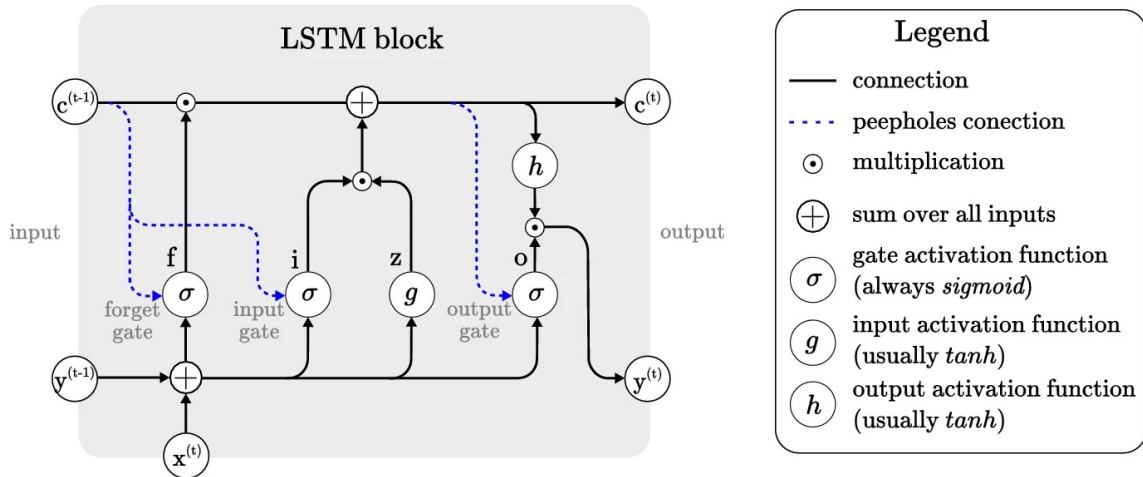 LSTM block
c(t-1)
c(t)
h
input
output
f
i
z
o
σ
σ
g
σ
forget
gate
input
gate
output
gate
y(t-1)
y(t)
x(t)
Legend
connection
peepholes conection
multiplication
sum over all inputs
σ
gate activation function
(always sigmoid)
g
input activation function
(usually tanh)
h
output activation function
(usually tanh)